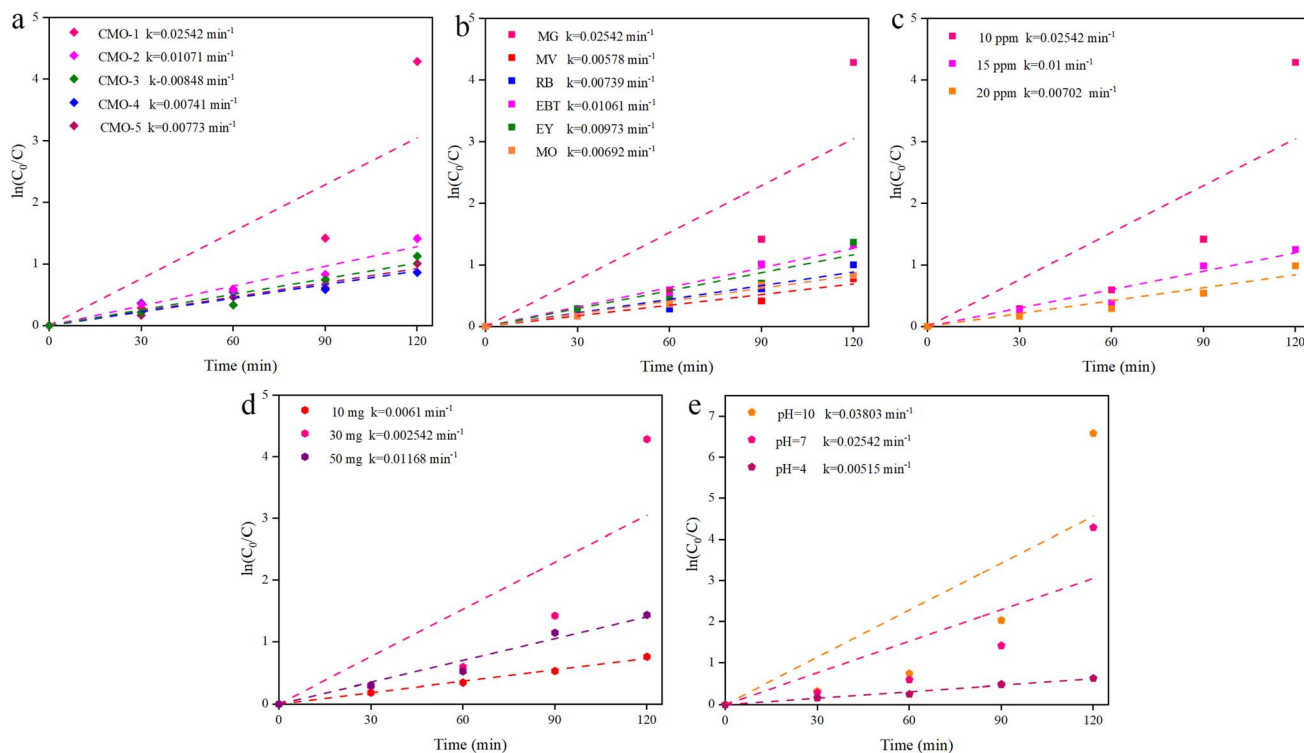 a
CMO-1 k=0.02542 min-1
CMO-2 k=0.01071 min-1
CMO-3 k-0.00848 min-1
CMO-4 k=0.00741 min-1
CMO-5 k=0.00773 min-1
ln(C0/C)
5
4
3
2
1
0
0 30 60 90 120
Time (min)
b
MG k=0.02542 min-1
MV k=0.00578 min-1
RB k=0.00739 min-1
EBT k=0.01061 min-1
EY k=0.00973 min-1
MO k=0.00692 min-1
ln(C0/C)
5
4
3
2
1
0
0 30 60 90 120
Time (min)
c
10 ppm k=0.02542 min-1
15 ppm k=0.01 min-1
20 ppm k=0.00702 min-1
ln(C0/C)
5
4
3
2
1
0
0 30 60 90 120
Time (min)
d
10 mg k=0.0061 min-1
30 mg k=0.002542 min-1
50 mg k=0.01168 min-1
ln(C0/C)
5
4
3
2
1
0
0 30 60 90 120
Time (min)
e
pH=10 k=0.03803 min-1
pH=7 k=0.02542 min-1
pH=4 k=0.00515 min-1
ln(C0/C)
7
6
5
4
3
2
1
0
0 30 60 90 120
Time (min)